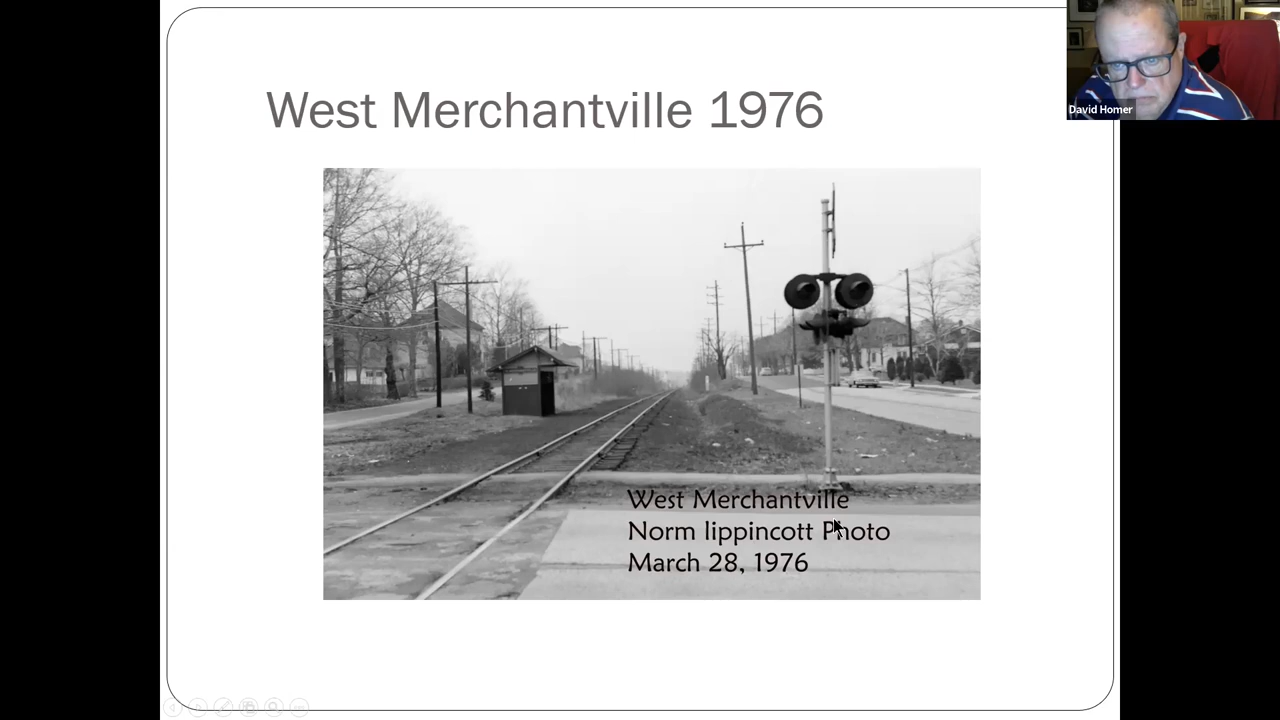 West Merchantville 1976
David Homer
West Merchantville
Norm lippincott Photo
March 28, 1976